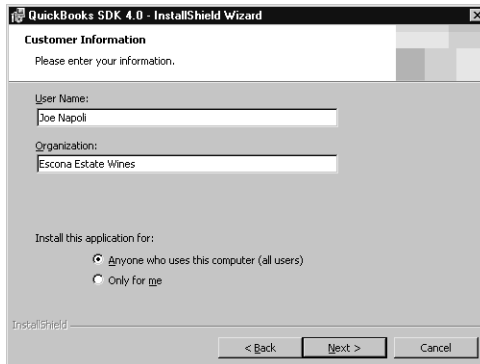 QuickBooks SDK 4.0 - InstallShield Wizard
Customer Information
Please enter your information.
User Name:
Joe Napoli
Organization:
Escona Estate Wines
Install this application for:
Anyone who uses this computer (all users)
Only for me
InstallShield
< Back Next > Cancel